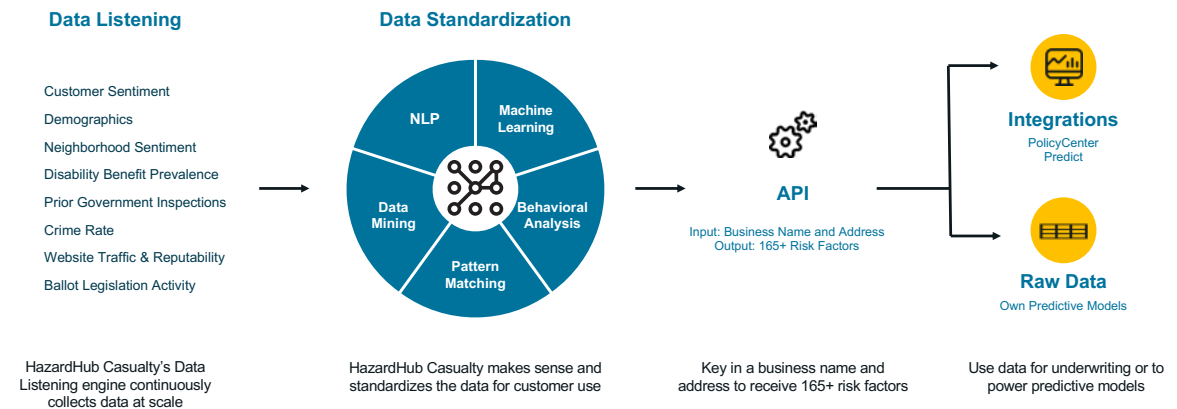 Data Listening
Customer Sentiment
Demographics
Neighborhood Sentiment
Disability Benefit Prevalence
Prior Government Inspections
Crime Rate
Website Traffic & Reputability
Ballot Legislation Activity
HazardHub Casualty's Data
Listening engine continuously
collects data at scale
Data Standardization
NLP
Machine
Learning
Data
Mining
Behavioral
Analysis
Pattern
Matching
HazardHub Casualty makes sense and
standardizes the data for customer use
API
Input: Business Name and Address
Output: 165+ Risk Factors
Key in a business name and
address to receive 165+ risk factors
Integrations
PolicyCenter
Predict
Raw Data
Own Predictive Models
Use data for underwriting or to
power predictive models